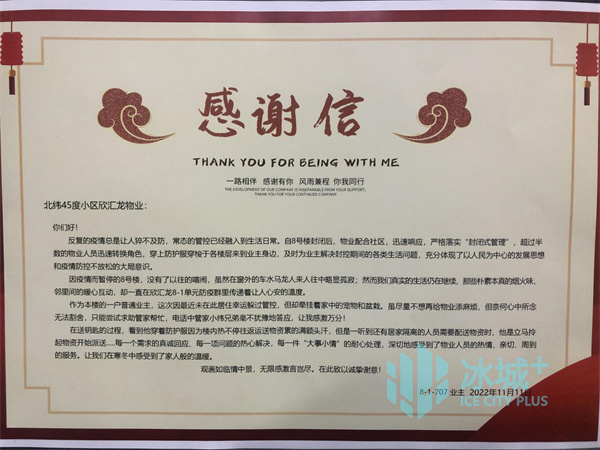 感谢信
THANK YOU FOR BEING WITH ME
一路相伴 感谢有你 风雨兼程 你我同行
THE DEVELOPMENT OF OUR COMPANY IS INSEPARABLE FROM YOUR SUPPORT,
THANK YOU FOR YOUR CONTINUED COMPANY
北纬45度小区欣汇龙物业：
你们好！
反复的疫情总是让人猝不及防，常态的管控已经融入到生活日常。自8号楼封闭后，物业配合社区，迅速响应，严格落实“封闭式管理”，超过半
数的物业人员迅速转换角色，穿上防护服穿梭于各楼层来到业主身边，及时为业主解决封控期间的各类生活问题，充分体现了以人民为中心的发展思想
和疫情防控不放松的大局意识。
因疫情而暂停的8号楼，没有了以往的喧闹，虽然在窗外的车水马龙人来人往中略显孤寂；然而我们真实的生活仍在继续，那些朴素本真的烟火味，
邻里间的暖心互动，却一直在欣汇龙8-1单元防疫群里传递着让人心安的温度。
作为本楼的一户普通业主，这次因最近未在此居住幸运躲过管控，但却牵挂着家中的宠物和盆栽。虽尽量不想再给物业添麻烦，但奈何心中所念
无法割舍，只能尝试求助管家帮忙，电话中管家小纬兄弟毫不犹豫地答应，让我感激万分！
在送钥匙的过程，看到他穿着防护服因为楼内热不停往返运送物资累的满额头汗，但是一听到还有居家隔离的人员需要配送物资时，他是立马拎
起物资开始派送....每一个需求的真诚回应，每一项问题的热心解决，每一件“大事小情”的耐心处理，深切地感受到了物业人员的热情、亲切、周到
的服务。让我们在寒冬中感受到了家人般的温暖。
观画如临情中景，无限感激言岂尽。在此致以诚挚谢意！
8-1-707 业主 2022年11月11
冰城+
ICE CITY PLUS